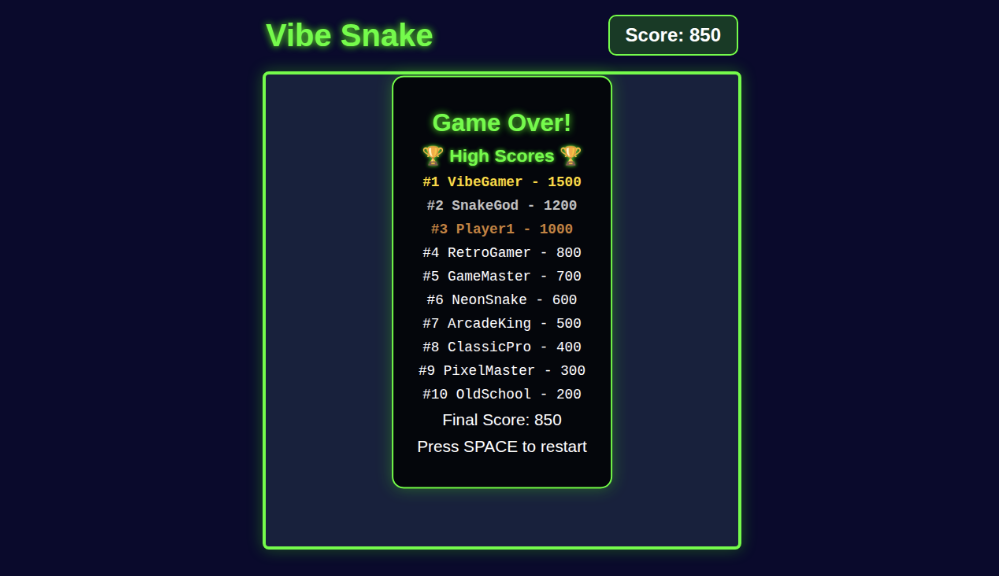 Vibe Snake
Score: 850
Game Over!
🏆 High Scores 🏆
#1 VibeGamer - 1500
#2 SnakeGod - 1200
#3 Player1 - 1000
#4 RetroGamer - 800
#5 GameMaster - 700
#6 NeonSnake - 600
#7 ArcadeKing - 500
#8 ClassicPro - 400
#9 PixelMaster - 300
#10 OldSchool - 200
Final Score: 850
Press SPACE to restart